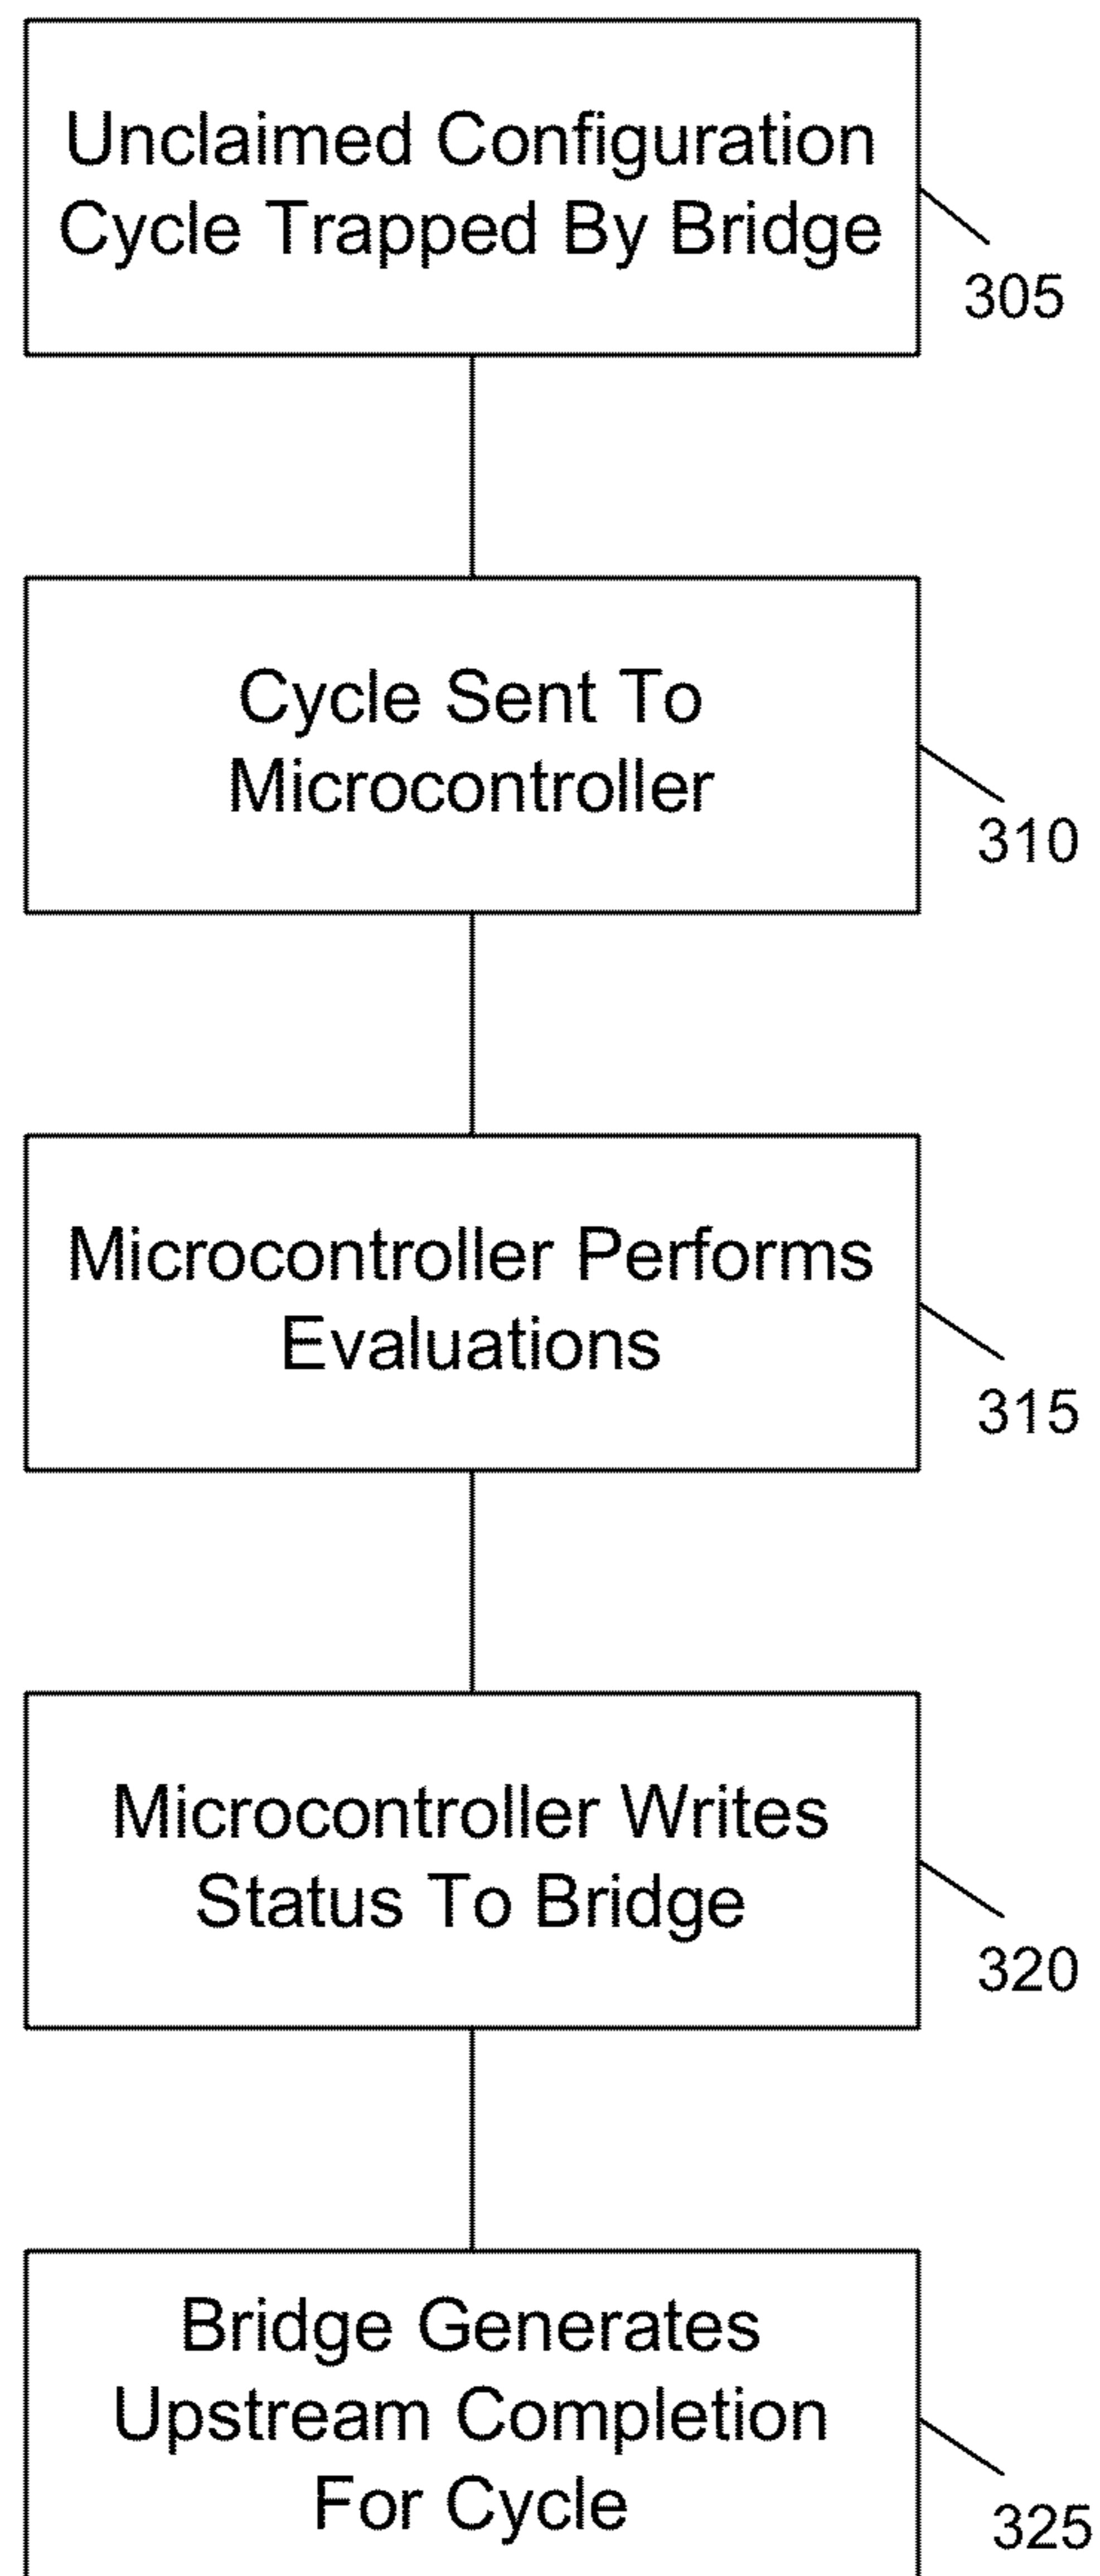 Unclaimed Configuration
Cycle Trapped By Bridge
305
Cycle Sent To
Microcontroller
310
Microcontroller Performs
Evaluations
315
Microcontroller Writes
Status To Bridge
320
Bridge Generates
Upstream Completion
For Cycle
325